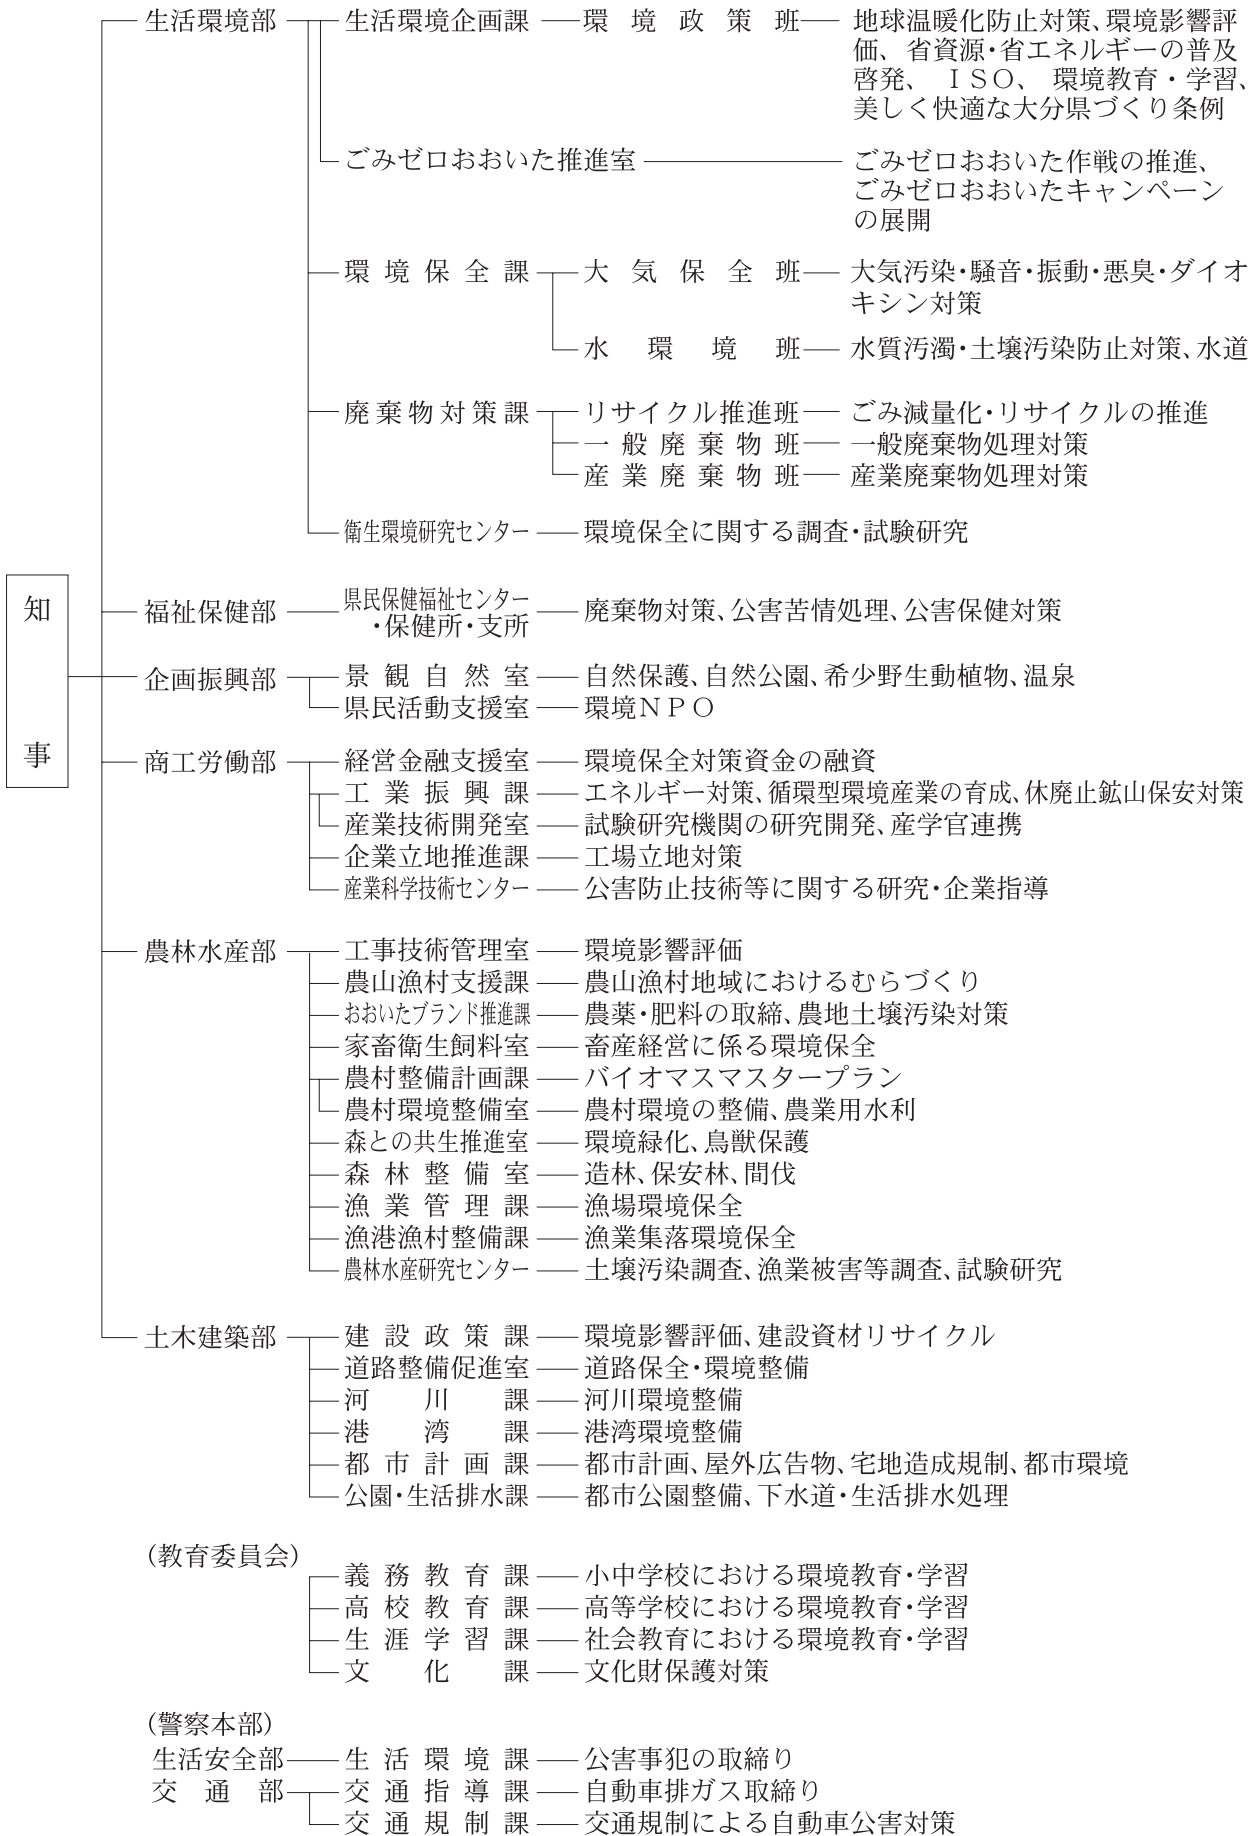 生活環境部 生活環境企画課 環境政策班 地球温暖化防止対策、環境影響評
価、省資源・省エネルギーの普及
啓発、ISO、環境教育・学習、
美しく快適な大分県づくり条例
ごみゼロおおいた推進室 ごみゼロおおいた作戦の推進、
ごみゼロおおいたキャンペーン
の展開
環境保全課 大気保全班 大気汚染・騒音・振動・悪臭・ダイオ
キシン対策
水環境班 水質汚濁・土壌汚染防止対策、水道
廃棄物対策課 リサイクル推進班 ごみ減量化・リサイクルの推進
一般廃棄物班 一般廃棄物処理対策
産業廃棄物班 産業廃棄物処理対策
衛生環境研究センター 環境保全に関する調査・試験研究
知事
福祉保健部 県民保健福祉センター
・保健所・支所 廃棄物対策、公害苦情処理、公害保健対策
企画振興部 景観自然室 自然保護、自然公園、希少野生動植物、温泉
県民活動支援室 環境NPO
商工労働部 経営金融支援室 環境保全対策資金の融資
工業振興課 エネルギー対策、循環型環境産業の育成、休廃止鉱山保安対策
産業技術開発室 試験研究機関の研究開発、産学官連携
企業立地推進課 工場立地対策
産業科学技術センター 公害防止技術等に関する研究・企業指導
農林水産部 工事技術管理室 環境影響評価
農山漁村支援課 農山漁村地域におけるむらづくり
おおいたブランド推進課 農薬・肥料の取締、農地土壌汚染対策
家畜衛生飼料室 畜産経営に係る環境保全
農村整備計画課 バイオマスマスタープラン
農村環境整備室 農村環境の整備、農業用水利
森との共生推進室 環境緑化、鳥獣保護
森林整備室 造林、保安林、間伐
漁業管理課 漁場環境保全
漁港漁村整備課 漁業集落環境保全
農林水産研究センター 土壌汚染調査、漁業被害等調査、試験研究
土木建築部 建設政策課 環境影響評価、建設資材リサイクル
道路整備促進室 道路保全・環境整備
河川課 河川環境整備
港湾課 港湾環境整備
都市計画課 都市計画、屋外広告物、宅地造成規制、都市環境
公園・生活排水課 都市公園整備、下水道・生活排水処理
(教育委員会)
義務教育課 小中学校における環境教育・学習
高校教育課 高等学校における環境教育・学習
生涯学習課 社会教育における環境教育・学習
文化課 文化財保護対策
(警察本部)
生活安全部 生活環境課 公害事犯の取締り
交通部 交通指導課 自動車排ガス取締り
交通規制課 交通規制による自動車公害対策